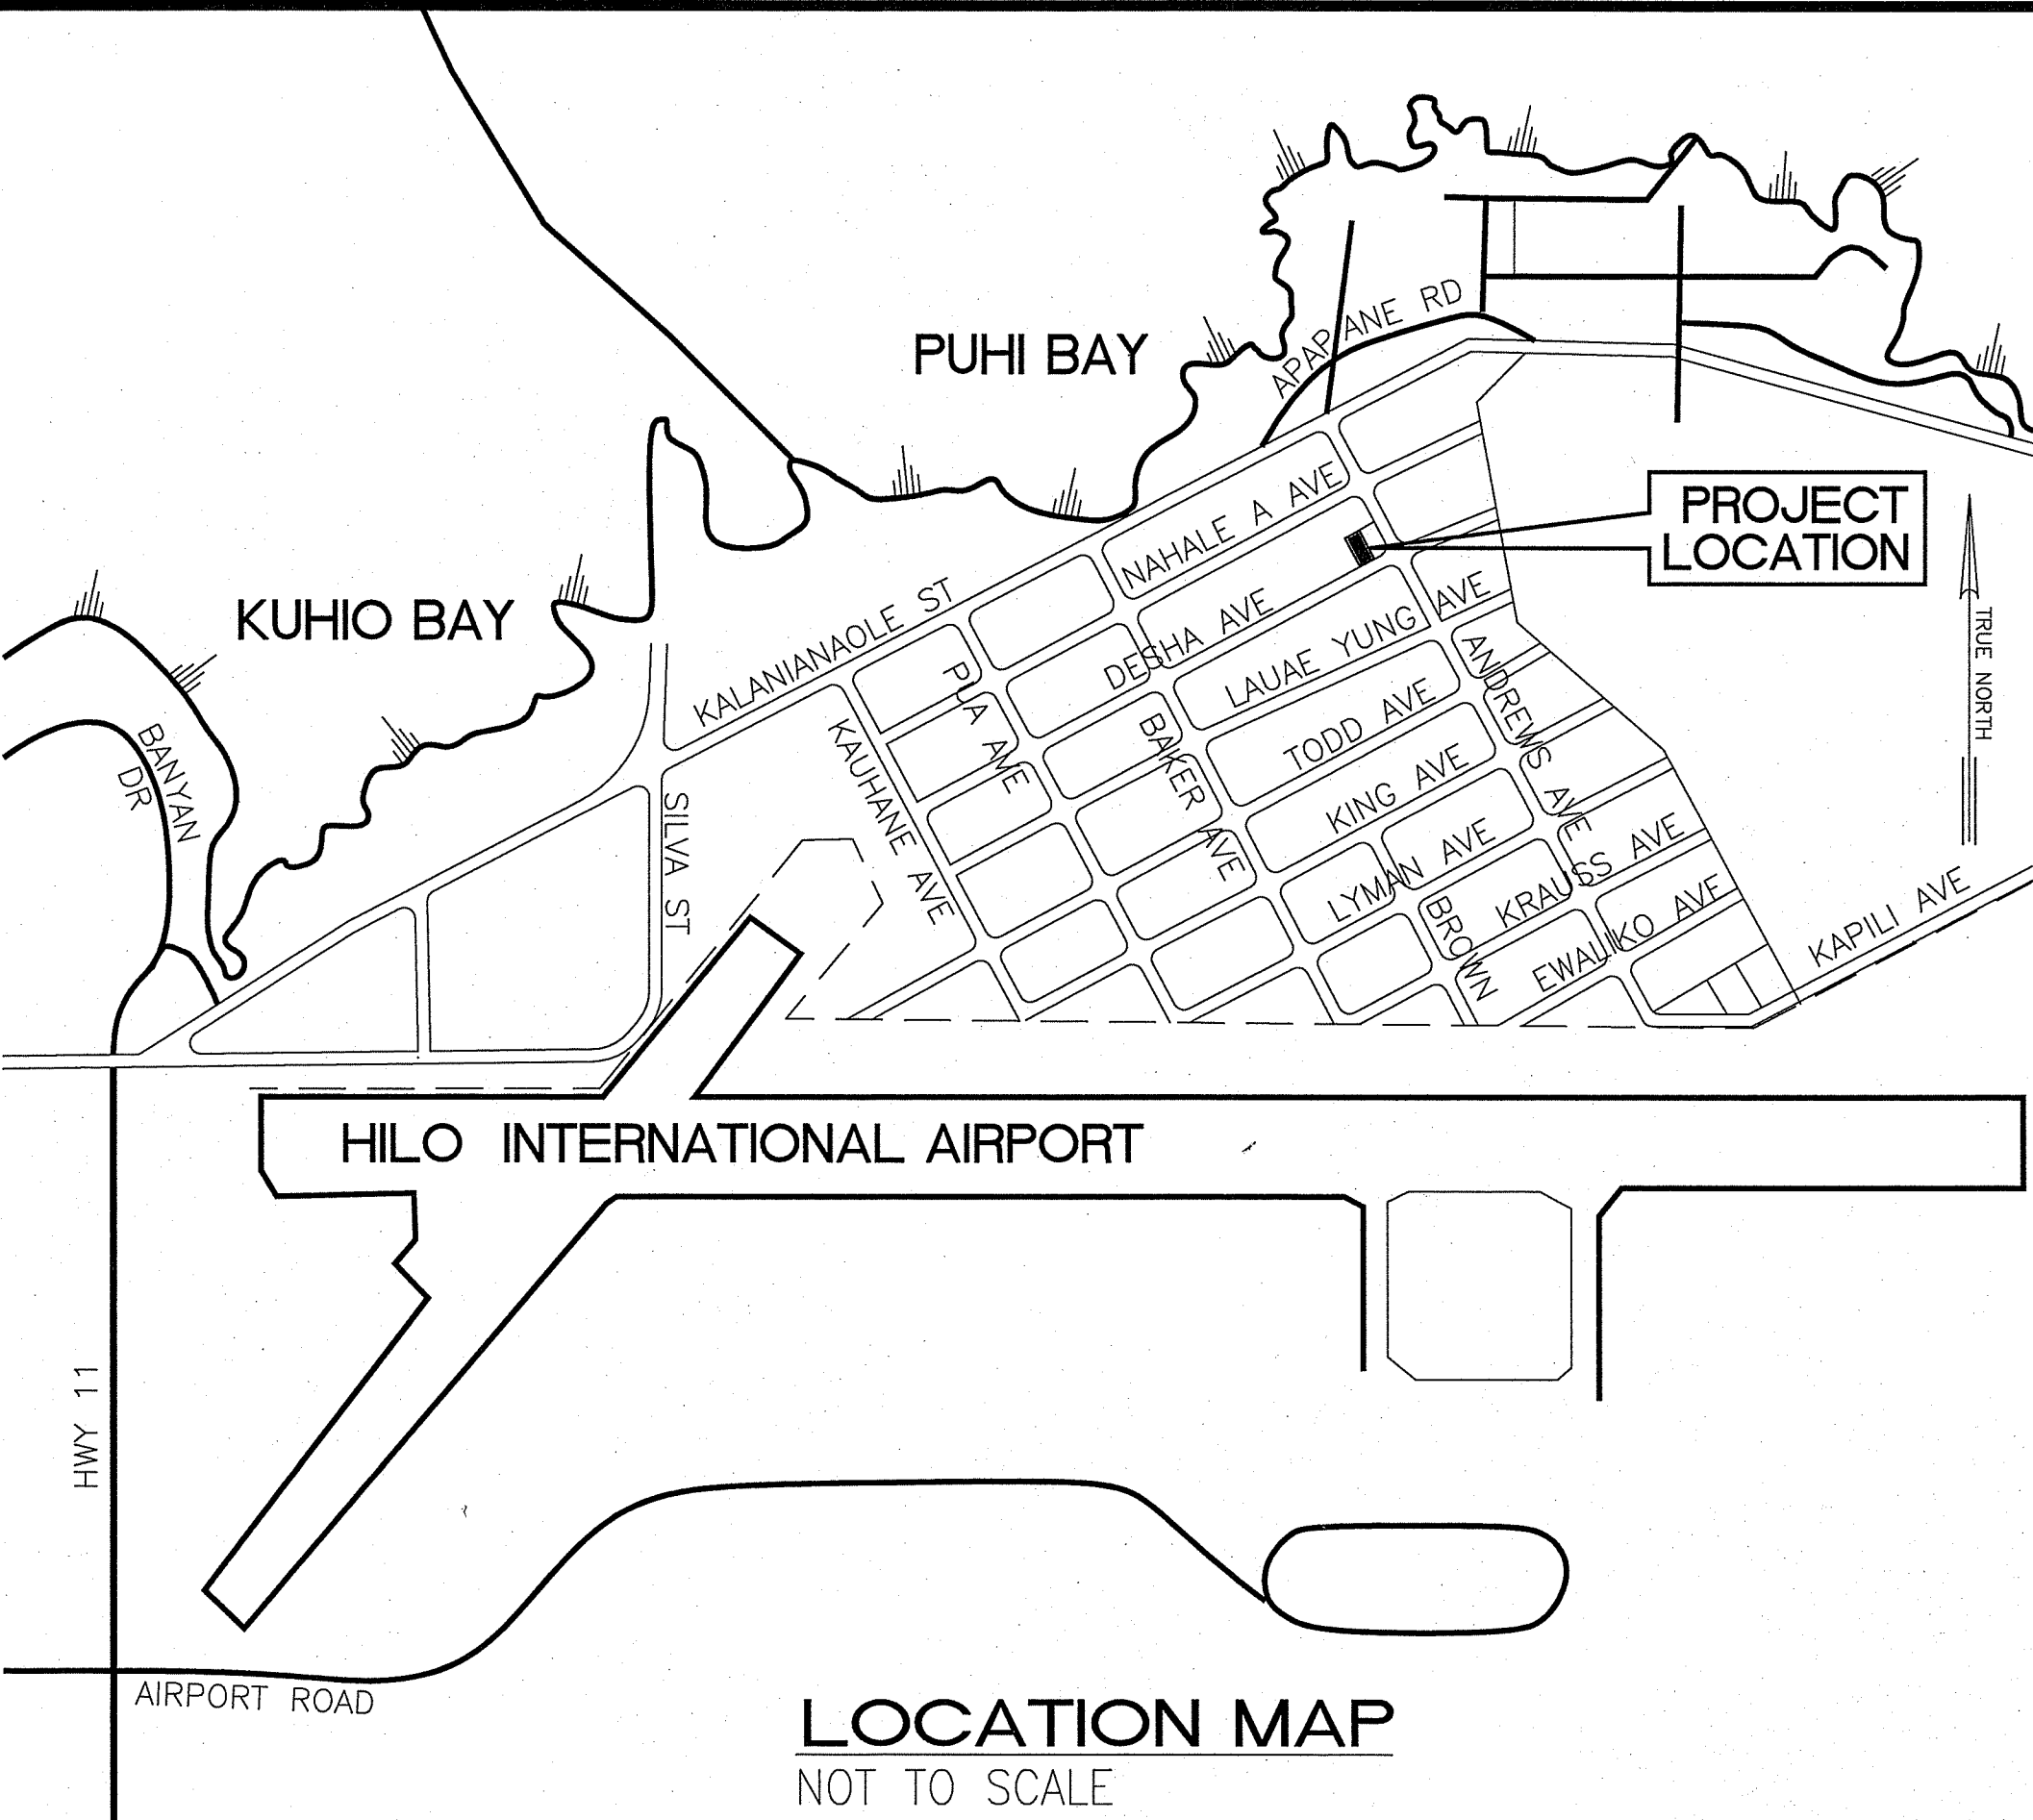 PUHI BAY
APAPANE RD
PROJECT
LOCATION
NAHALE A AVE
KUHIO BAY
KALANIANAOLE ST
DESHA AVE
LAUAE YUNG AVE
TRUE NORTH
PUA AME
TODD AVE
ANDREWS AVE
BANYAN
DR
KAUHANE AVE
BAKER AVE
KING AVE
SILVA ST
LYMAN AVE
KRAUSS AVE
BROWN
EWALIKO AVE
KAPILI AVE
HILO INTERNATIONAL AIRPORT
HWY 11
AIRPORT ROAD
LOCATION MAP
NOT TO SCALE